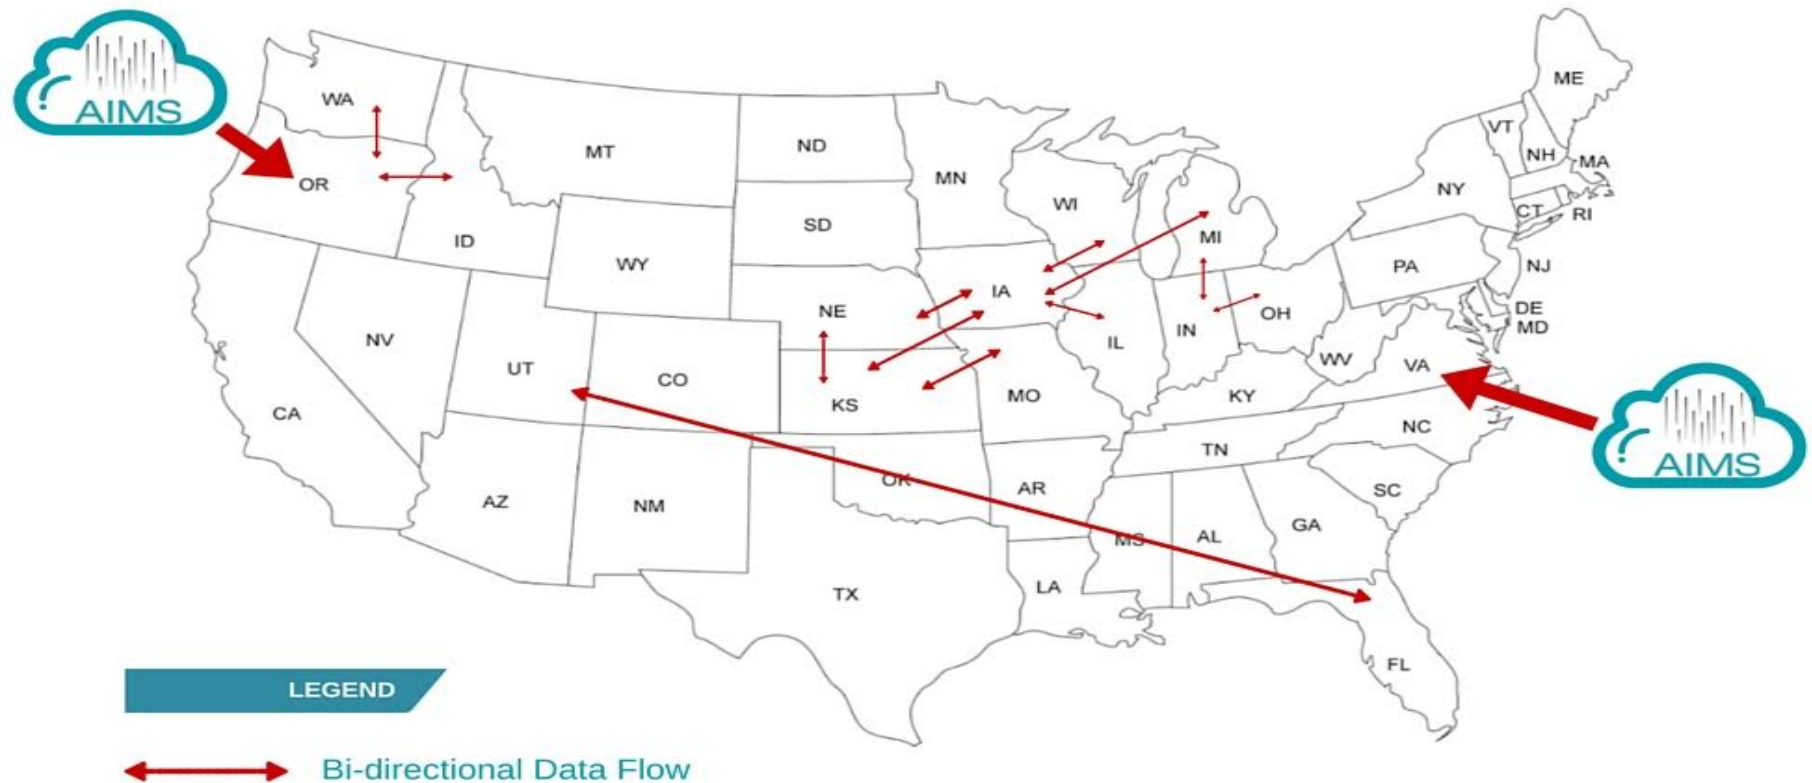 AIMS
WA
OR
ID
MT
ND
MN
SD
WY
WI
MI
IA
NE
NV
UT
CO
CA
KS
MO
IL
IN
OH
KY
WV
VA
PA
NY
VT
NH
ME
MA
CT
RI
NJ
DE
MD
AIMS
NC
TN
SC
AZ
NM
OK
AR
MS
AL
GA
LA
TX
FL
LEGEND
Bi-directional Data Flow